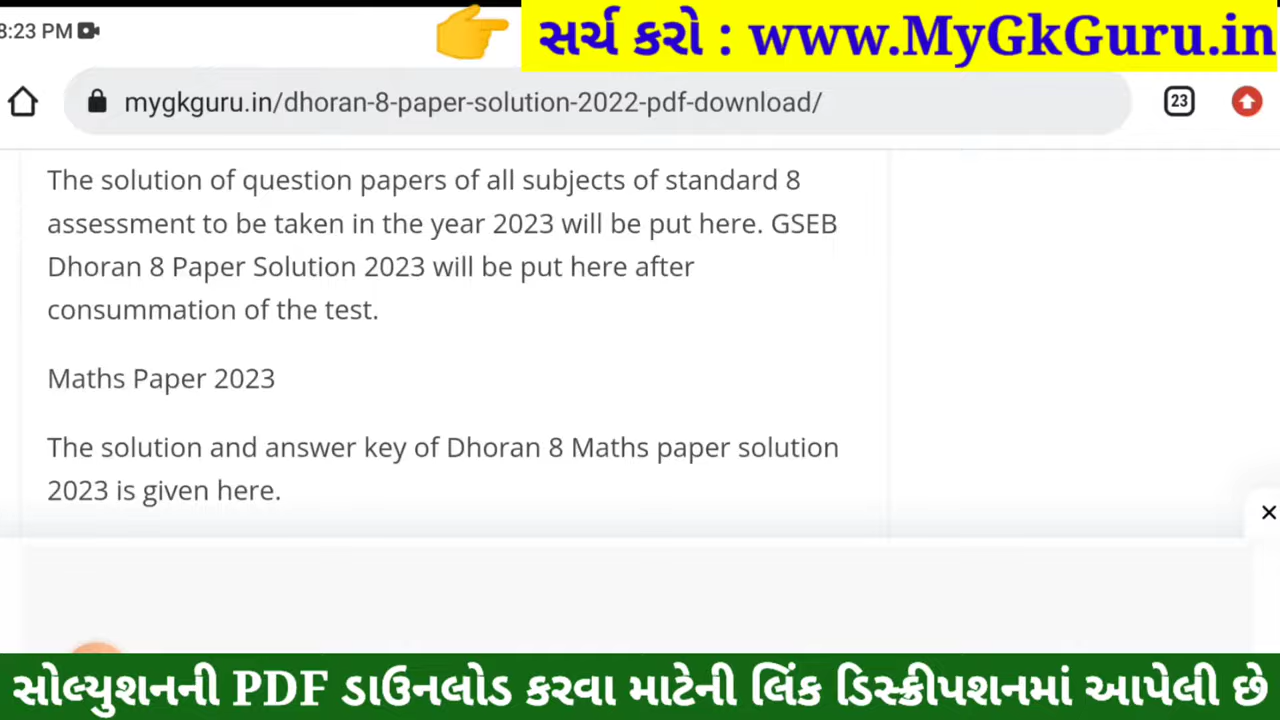 8:23 PM
સર્ચ કરો : www.MyGkGuru.in
mygkguru.in/dhoran-8-paper-solution-2022-pdf-download/
23
The solution of question papers of all subjects of standard 8
assessment to be taken in the year 2023 will be put here. GSEB
Dhoran 8 Paper Solution 2023 will be put here after
consummation of the test.
Maths Paper 2023
The solution and answer key of Dhoran 8 Maths paper solution
2023 is given here.
સોલ્યુશનની PDF ડાઉનલોડ કરવા માટેની લિંક ડિસ્ક્રીપશનમાં આપેલી છે